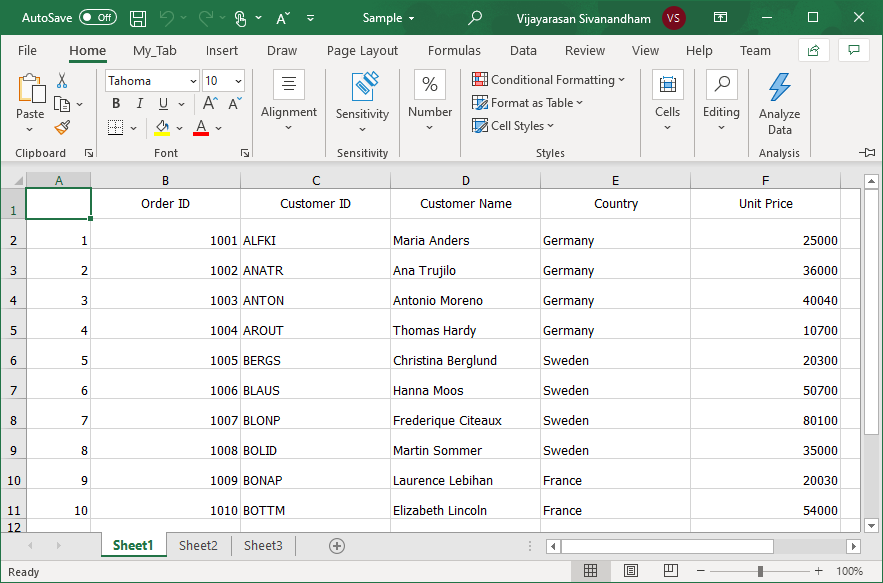 AutoSave Off Sample Vijayarasan Sivanandham VS
File Home My_Tab Insert Draw Page Layout Formulas Data Review View Help Team
Paste
Clipboard
Tahoma 10
B I U A A
A
Font
Alignment
Sensitivity
Sensitivity
% Number
Conditional Formatting
Format as Table
Cell Styles
Styles
Cells
Editing
Analyze Data
Analysis
A B C D E F
1 Order ID Customer ID Customer Name Country Unit Price
2 1 1001 ALFKI Maria Anders Germany 25000
3 2 1002 ANATR Ana Trujilo Germany 36000
4 3 1003 ANTON Antonio Moreno Germany 40040
5 4 1004 AROUT Thomas Hardy Germany 10700
6 5 1005 BERGS Christina Berglund Sweden 20300
7 6 1006 BLAUS Hanna Moos Sweden 50700
8 7 1007 BLONP Frederique Citeaux Sweden 80100
9 8 1008 BOLID Martin Sommer Sweden 35000
10 9 1009 BONAP Laurence Lebihan France 20030
11 10 1010 BOTTM Elizabeth Lincoln France 54000
12
Sheet1 Sheet2 Sheet3
Ready 100%